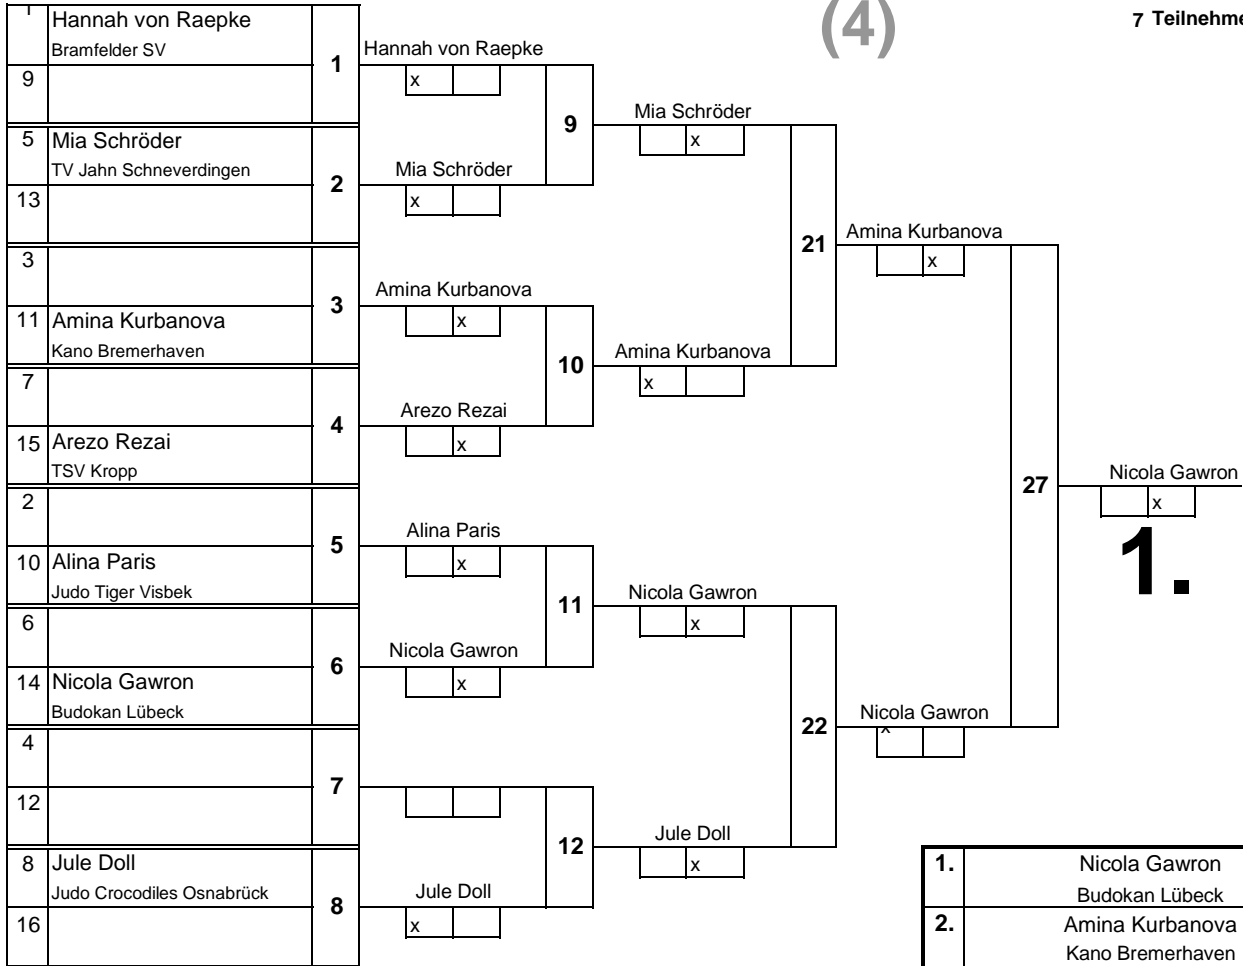 (4)
7 Teilnehme
1 Hannah von Raepke
Bramfelder SV
1
Hannah von Raepke
x
9
9
Mia Schröder
x
5 Mia Schröder
TV Jahn Schneverdingen
2
Mia Schröder
x
13
21
Amina Kurbanova
x
3
3
Amina Kurbanova
x
11 Amina Kurbanova
Kano Bremerhaven
10
Amina Kurbanova
x
7
4
Arezo Rezai
x
15 Arezo Rezai
TSV Kropp
27
Nicola Gawron
x
1.
2
5
Alina Paris
x
10 Alina Paris
Judo Tiger Visbek
11
Nicola Gawron
x
6
6
Nicola Gawron
x
14 Nicola Gawron
Budokan Lübeck
22
Nicola Gawron
x
4
7
12
12
Jule Doll
x
8 Jule Doll
Judo Crocodiles Osnabrück
8
Jule Doll
x
16
1. Nicola Gawron
Budokan Lübeck
2. Amina Kurbanova
Kano Bremerhaven